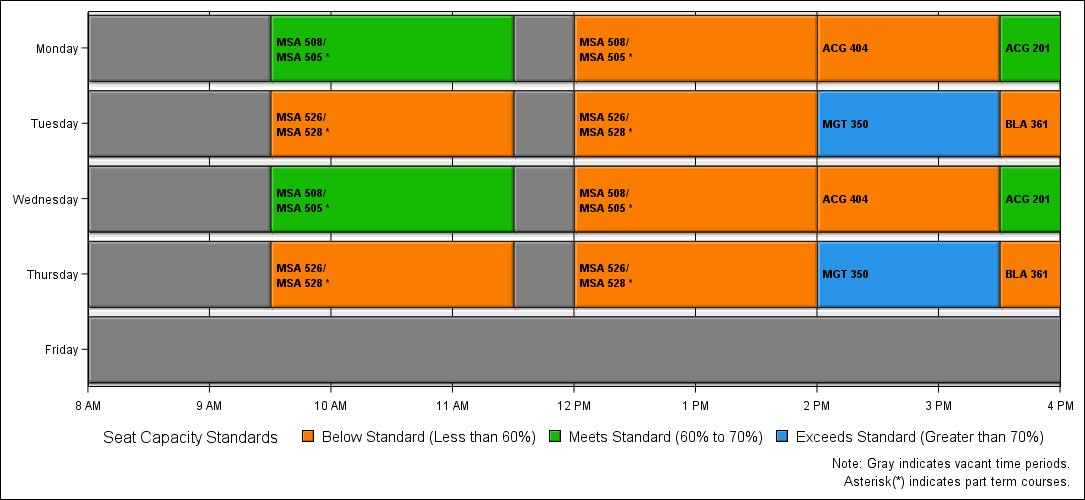 Monday
MSA 508/
MSA 505 *
MSA 508/
MSA 505 *
ACG 404
ACG 201
Tuesday
MSA 526/
MSA 528 *
MSA 526/
MSA 528 *
MGT 350
BLA 361
Wednesday
MSA 508/
MSA 505 *
MSA 508/
MSA 505 *
ACG 404
ACG 201
Thursday
MSA 526/
MSA 528 *
MSA 526/
MSA 528 *
MGT 350
BLA 361
Friday
8 AM 9 AM 10 AM 11 AM 12 PM 1 PM 2 PM 3 PM 4 PM
Seat Capacity Standards Below Standard (Less than 60%) Meets Standard (60% to 70%) Exceeds Standard (Greater than 70%)
Note: Gray indicates vacant time periods.
Asterisk(*) indicates part term courses.